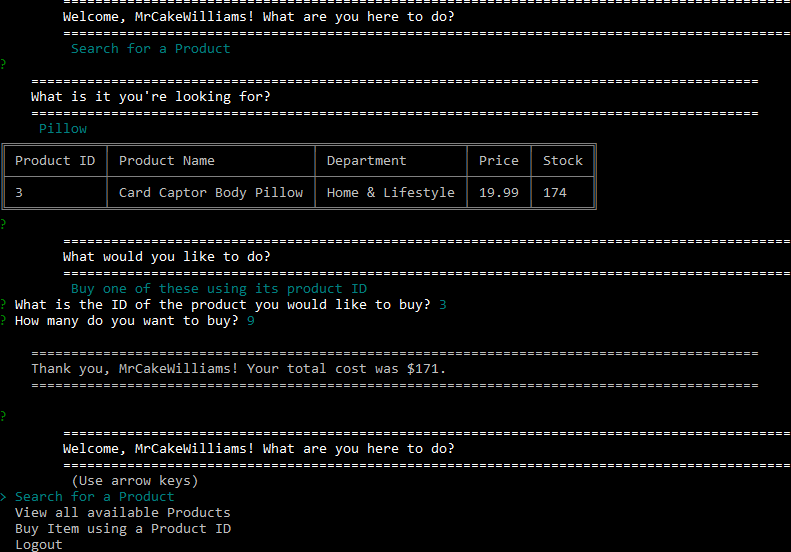 ================================================================================
Welcome, MrCakeWilliams! What are you here to do?
================================================================================
Search for a Product
?
================================================================================
What is it you're looking for?
================================================================================
Pillow
Product ID Product Name Department Price Stock
3 Card Captor Body Pillow Home & Lifestyle 19.99 174
?
================================================================================
What would you like to do?
================================================================================
Buy one of these using its product ID
? What is the ID of the product you would like to buy? 3
? How many do you want to buy? 9
================================================================================
Thank you, MrCakeWilliams! Your total cost was $171.
================================================================================
?
================================================================================
Welcome, MrCakeWilliams! What are you here to do?
================================================================================
(Use arrow keys)
> Search for a Product
View all available Products
Buy Item using a Product ID
Logout